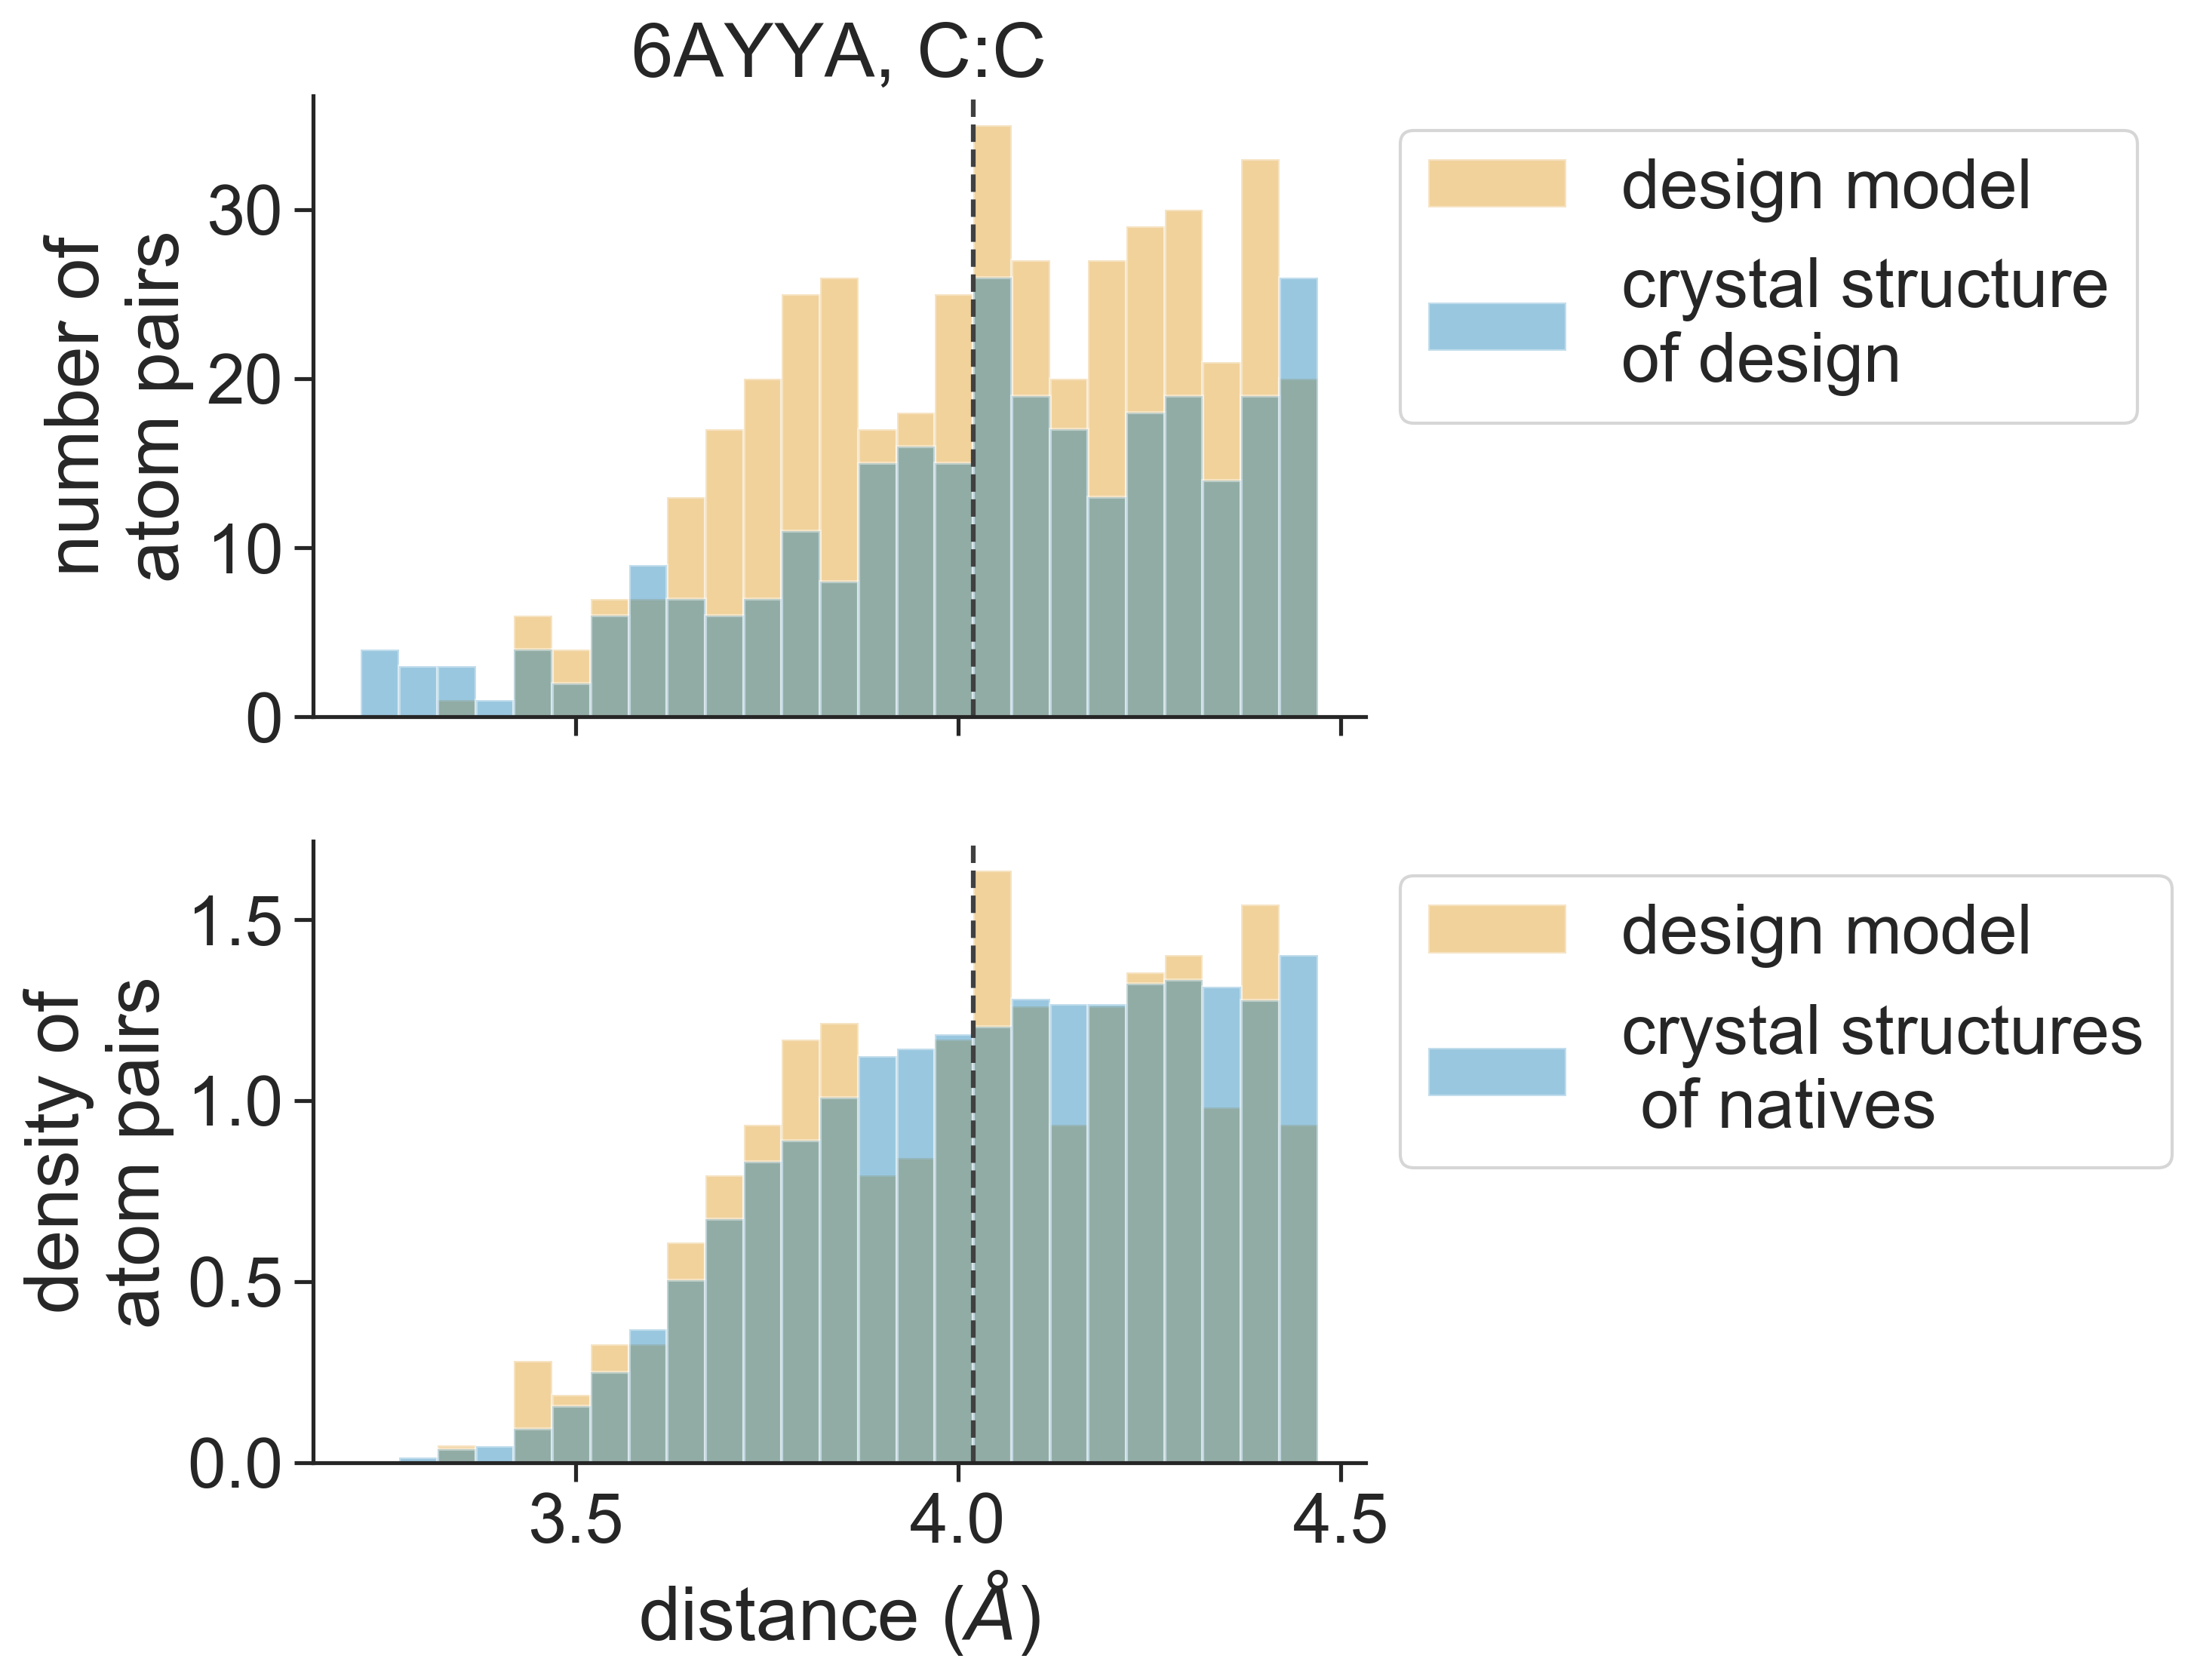 6AYYA, C:C
number of
atom pairs
30
20
10
0
design model
crystal structure
of design
density of
atom pairs
1.5
1.0
0.5
0.0
3.5
4.0
4.5
distance (Å)
design model
crystal structures
of natives